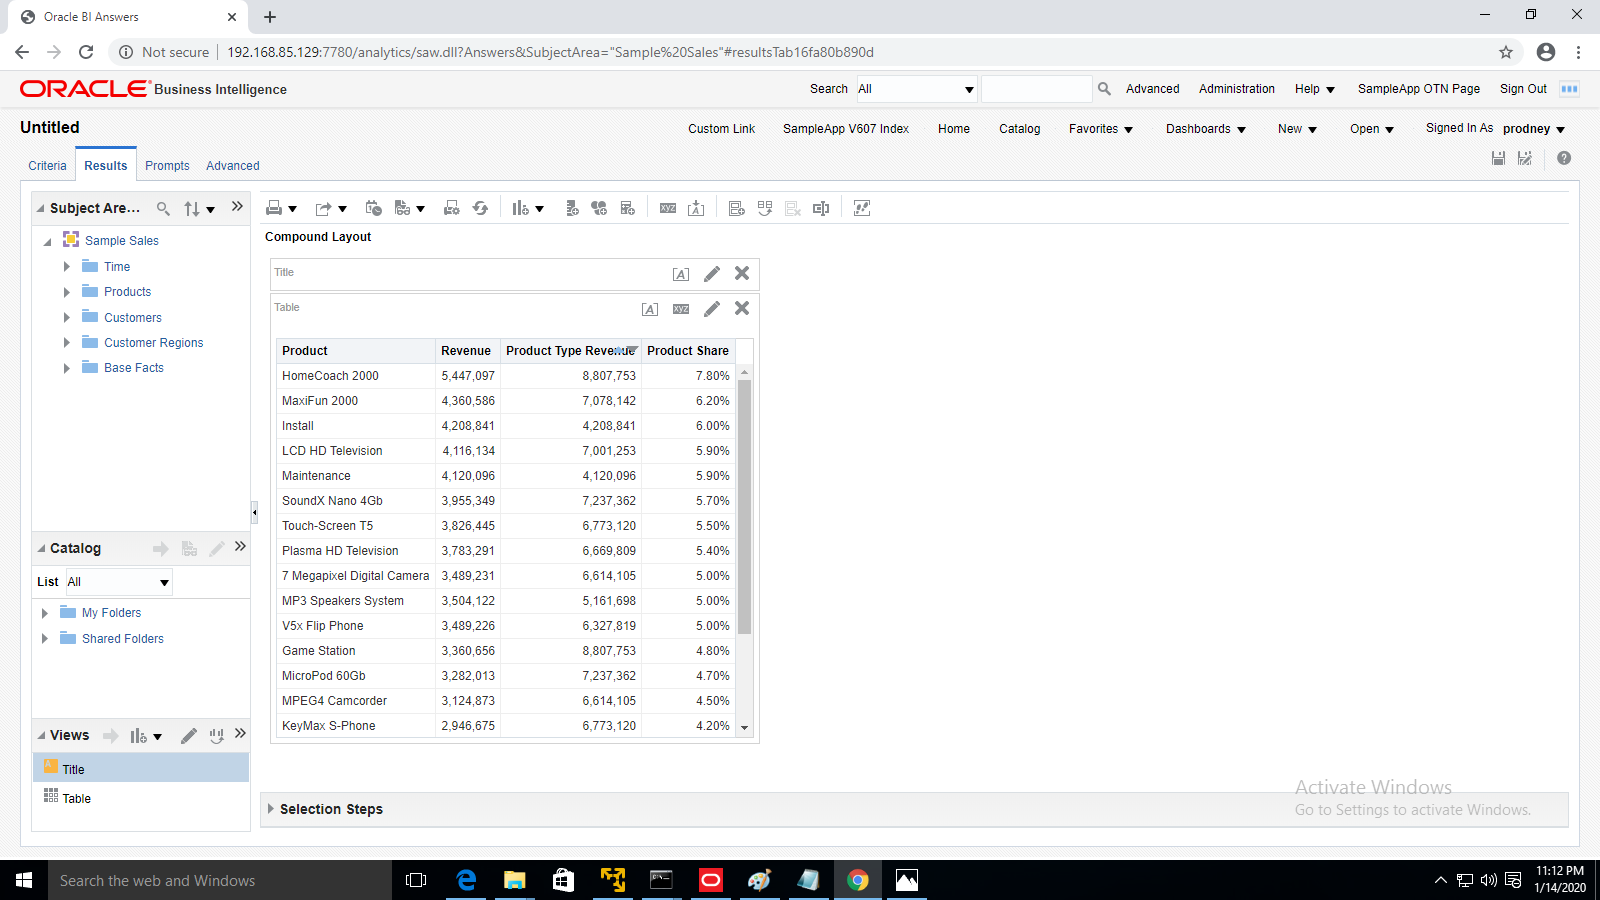 Oracle BI Answers
Not secure | 192.168.85.129:7780/analytics/saw.dll?Answers&SubjectArea="Sample%20Sales"#resultsTab16fa80b890d
ORACLE Business Intelligence
Search All Advanced Administration Help SampleApp OTN Page Sign Out
Untitled
Custom Link SampleApp V607 Index Home Catalog Favorites Dashboards New Open Signed In As prodney
Criteria Results Prompts Advanced
Subject Are...
Sample Sales
Time
Products
Customers
Customer Regions
Base Facts
Catalog
List All
My Folders
Shared Folders
Views
Title
Table
Compound Layout
Title
Table
Product Revenue Product Type Revenue Product Share
HomeCoach 2000 5,447,097 8,807,753 7.80%
MaxiFun 2000 4,360,586 7,078,142 6.20%
Install 4,208,841 4,208,841 6.00%
LCD HD Television 4,116,134 7,001,253 5.90%
Maintenance 4,120,096 4,120,096 5.90%
SoundX Nano 4Gb 3,955,349 7,237,362 5.70%
Touch-Screen T5 3,826,445 6,773,120 5.50%
Plasma HD Television 3,783,291 6,669,809 5.40%
7 Megapixel Digital Camera 3,489,231 6,614,105 5.00%
MP3 Speakers System 3,504,122 5,161,698 5.00%
V5x Flip Phone 3,489,226 6,327,819 5.00%
Game Station 3,360,656 8,807,753 4.80%
MicroPod 60Gb 3,282,013 7,237,362 4.70%
MPEG4 Camcorder 3,124,873 6,614,105 4.50%
KeyMax S-Phone 2,946,675 6,773,120 4.20%
Selection Steps
Activate Windows
Go to Settings to activate Windows.
Search the web and Windows
11:12 PM
1/14/2020